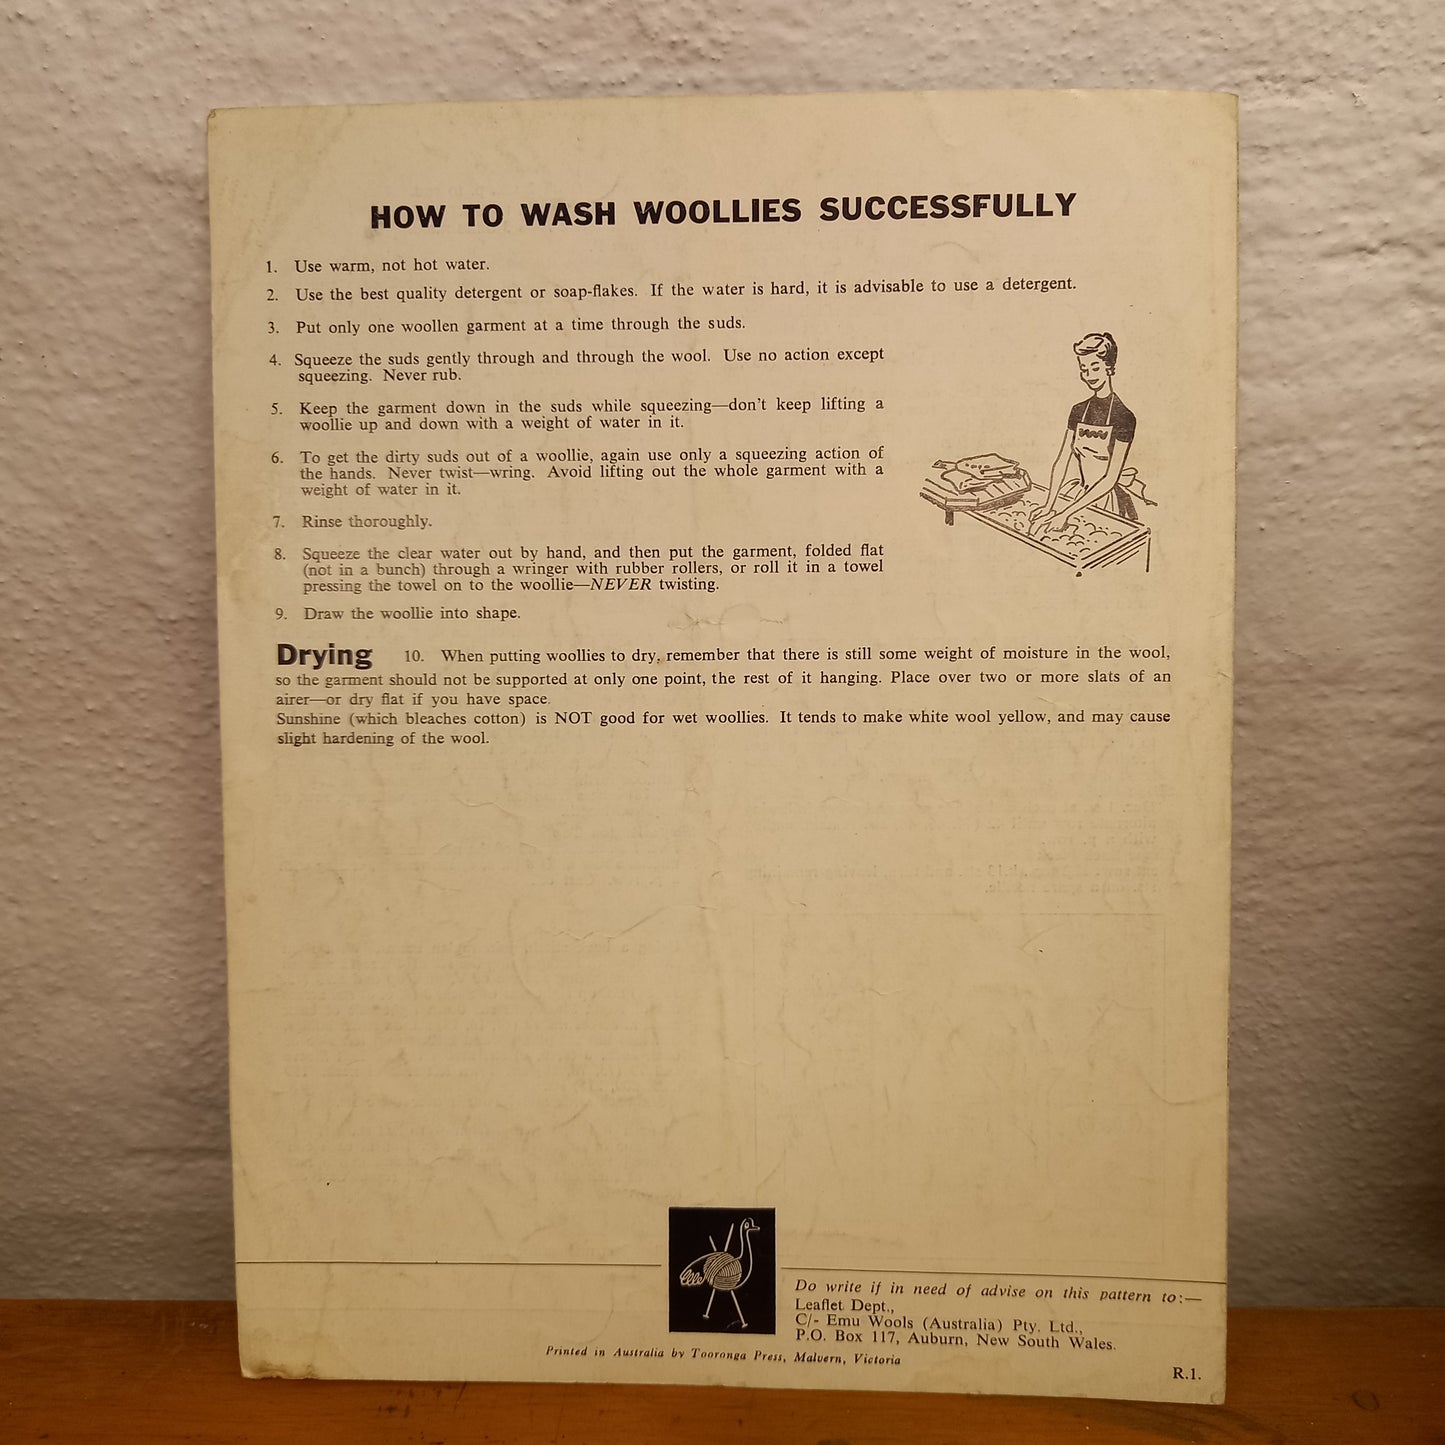 HOW TO WASH WOOLLIES SUCCESSFULLY
1. Use warm, not hot water.
2. Use the best quality detergent or soap-flakes. If the water is hard, it is advisable to use a detergent.
3. Put only one woollen garment at a time through the suds.
4. Squeeze the suds gently through and through the wool. Use no action except
squeezing. Never rub.
5. Keep the garment down in the suds while squeezing—don't keep lifting a
woollie up and down with a weight of water in it.
6. To get the dirty suds out of a woollie, again use only a squeezing action of
the hands. Never twist—wring. Avoid lifting out the whole garment with a
weight of water in it.
7. Rinse thoroughly.
8. Squeeze the clear water out by hand, and then put the garment, folded flat
(not in a bunch) through a wringer with rubber rollers, or roll it in a towel
pressing the towel on to the woollie—NEVER twisting.
9. Draw the woollie into shape.
Drying 10. When putting woollies to dry, remember that there is still some weight of moisture in the wool,
so the garment should not be supported at only one point, the rest of it hanging. Place over two or more slats of an
airer—or dry flat if you have space.
Sunshine (which bleaches cotton) is NOT good for wet woollies. It tends to make white wool yellow, and may cause
slight hardening of the wool.
Do write if in need of advise on this pattern to:—
Leaflet Dept.,
C/- Emu Wools (Australia) Pty. Ltd.,
P.O. Box 117, Auburn, New South Wales.
Printed in Australia by Tooronga Press, Malvern, Victoria
R.1.